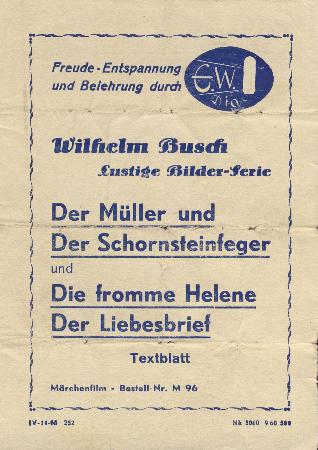 Freude-Entspannung
und Belehrung durch
Wilhelm Busch
Lustige Bilder-Serie
Der Müller und
Der Schornsteinfeger
und
Die fromme Helene
Der Liebesbrief
Textblatt
Märchenfilm - Bestell-Nr. M 96
252